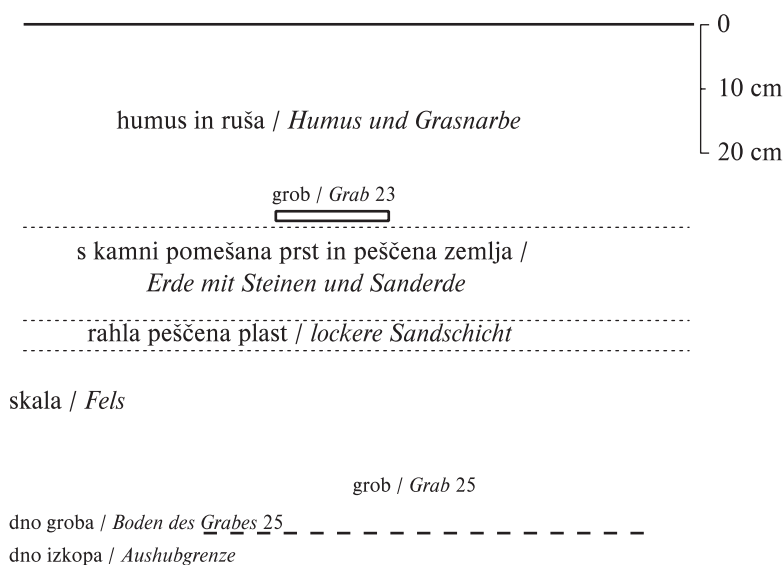 0
10 cm
humus in ruša / Humus und Grasnarbe
20 cm
grob / Grab 23
s kamni pomešana prst in peščena zemlja /
Erde mit Steinen und Sanderde
rahla peščena plast / lockere Sandschicht
skala / Fels
grob / Grab 25
dno groba / Boden des Grabes 25
dno izkopa / Aushubgrenze